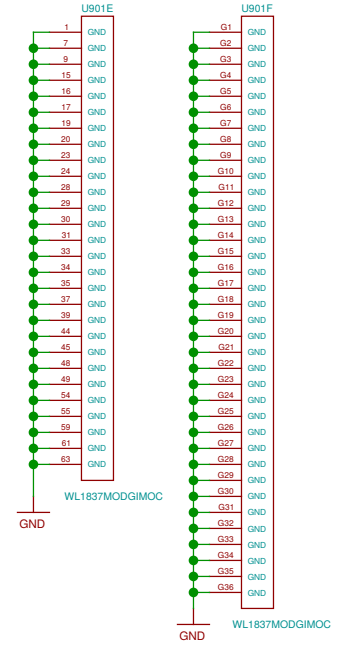 U901E
1 GND
7 GND
9 GND
15 GND
16 GND
17 GND
19 GND
20 GND
23 GND
24 GND
28 GND
29 GND
30 GND
31 GND
33 GND
34 GND
35 GND
37 GND
39 GND
44 GND
45 GND
48 GND
49 GND
54 GND
55 GND
59 GND
61 GND
63 GND
WL1837MODGIMOC
GND
U901F
G1 GND
G2 GND
G3 GND
G4 GND
G5 GND
G6 GND
G7 GND
G8 GND
G9 GND
G10 GND
G11 GND
G12 GND
G13 GND
G14 GND
G15 GND
G16 GND
G17 GND
G18 GND
G19 GND
G20 GND
G21 GND
G22 GND
G23 GND
G24 GND
G25 GND
G26 GND
G27 GND
G28 GND
G29 GND
G30 GND
G31 GND
G32 GND
G33 GND
G34 GND
G35 GND
G36 GND
WL1837MODGIMOC
GND